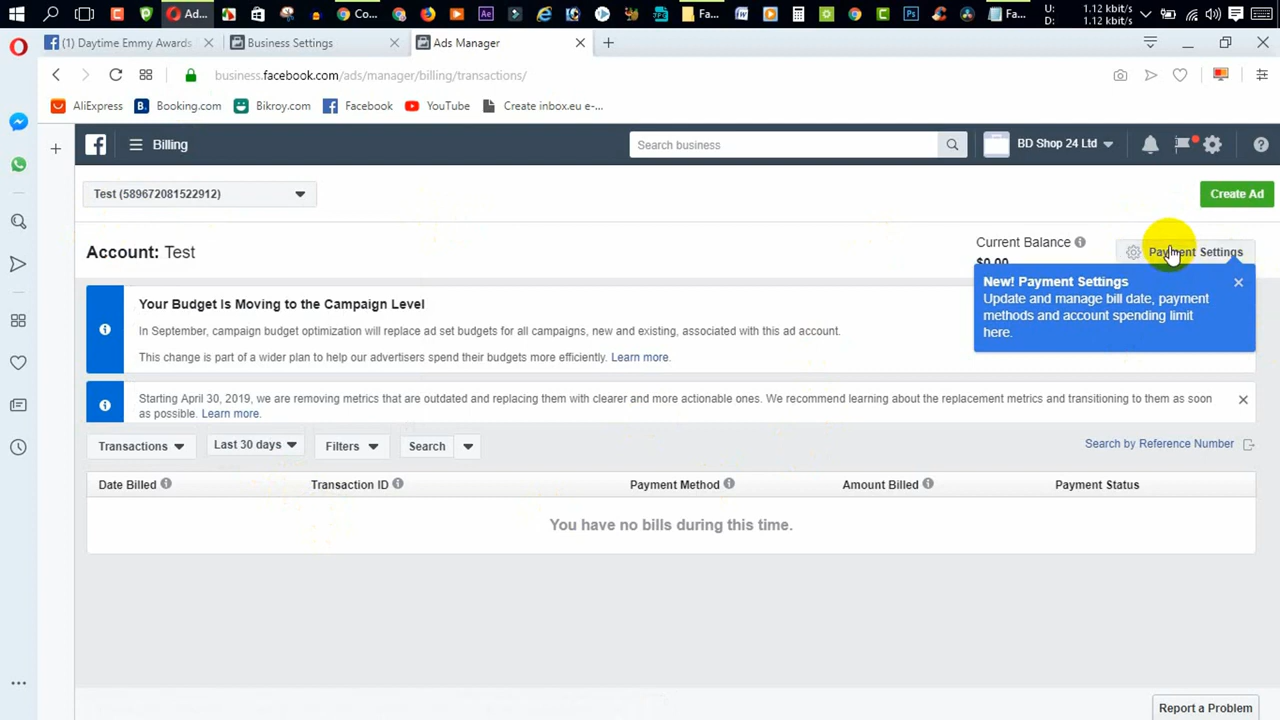 Ad...
Co...
Fa...
Fa...
U: 1.12 kbit/s
D: 1.12 kbit/s
(1) Daytime Emmy Awards
Business Settings
Ads Manager
business.facebook.com/ads/manager/billing/transactions/
AliExpress
Booking.com
Bikroy.com
Facebook
YouTube
Create inbox.eu e-...
Billing
Search business
BD Shop 24 Ltd
Test (589672081522912)
Create Ad
Account: Test
Current Balance
$0.00
Payment Settings
New! Payment Settings
Update and manage bill date, payment
methods and account spending limit
here.
Your Budget Is Moving to the Campaign Level
In September, campaign budget optimization will replace ad set budgets for all campaigns, new and existing, associated with this ad account.
This change is part of a wider plan to help our advertisers spend their budgets more efficiently. Learn more.
Starting April 30, 2019, we are removing metrics that are outdated and replacing them with clearer and more actionable ones. We recommend learning about the replacement metrics and transitioning to them as soon
as possible. Learn more.
Transactions
Last 30 days
Filters
Search
Search by Reference Number
Date Billed
Transaction ID
Payment Method
Amount Billed
Payment Status
You have no bills during this time.
Report a Problem